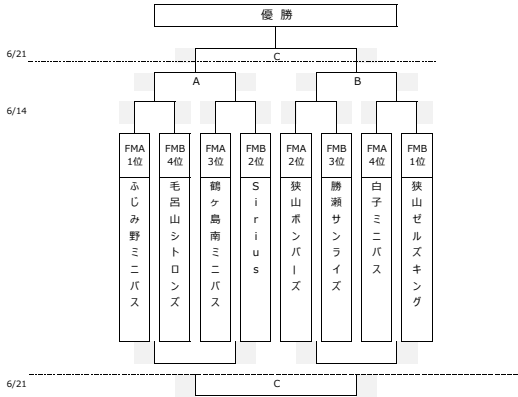 優 勝
6/21
C
A
B
6/14
FMA
1位
FMB
4位
FMA
3位
FMB
2位
FMA
2位
FMB
3位
FMA
4位
FMB
1位
ふじみ野ミニバス
毛呂山シトロンズ
鶴ヶ島南ミニバス
Sirius
狭山ボンバーズ
勝瀬サンライズ
白子ミニバス
狭山ゼルズキング
6/21
C